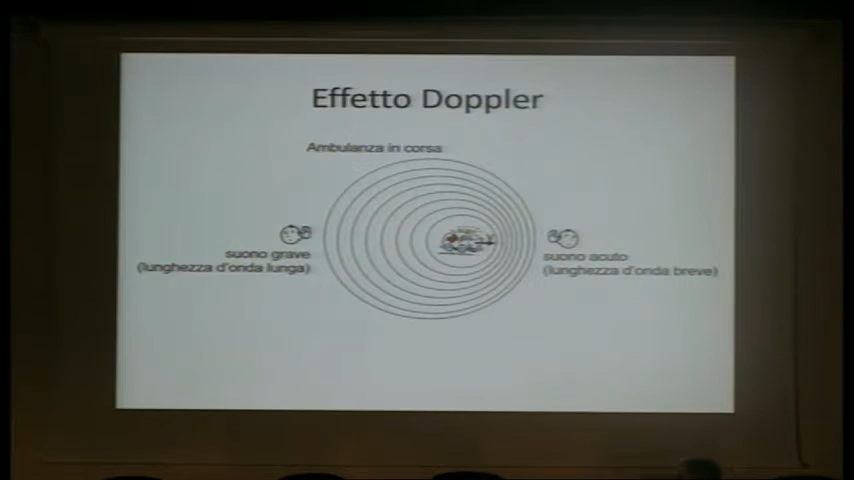 Effetto Doppler
Ambulanza in corsa
suono grave
(lunghezza d'onda lunga)
suono acuto
(lunghezza d'onda breve)